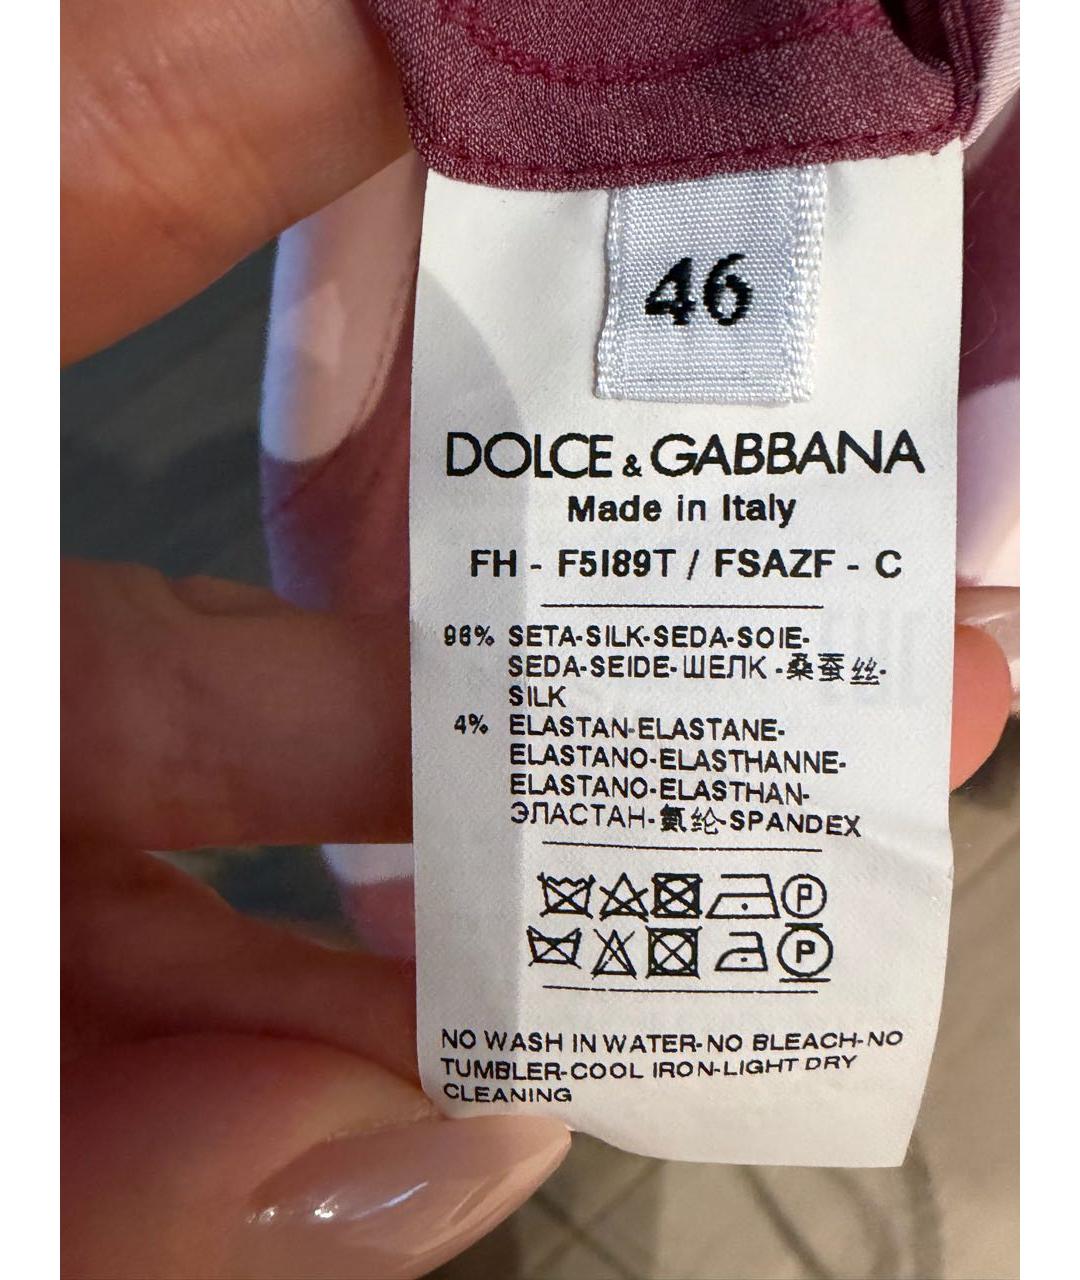 46
DOLCE & GABBANA
Made in Italy
FH - F5I89T / FSAZF - C
96% SETA-SILK-SEDA-SOIE-
SEDA-SEIDE-ШЕЛК-桑蚕丝-
SILK
4% ELASTAN-ELASTANE-
ELASTANO-ELASTHANNE-
ELASTANO-ELASTHAN-
ЭЛАСТАН-氨纶-SPANDEX
P
P
NO WASH IN WATER-NO BLEACH-NO
TUMBLER-COOL IRON-LIGHT DRY
CLEANING